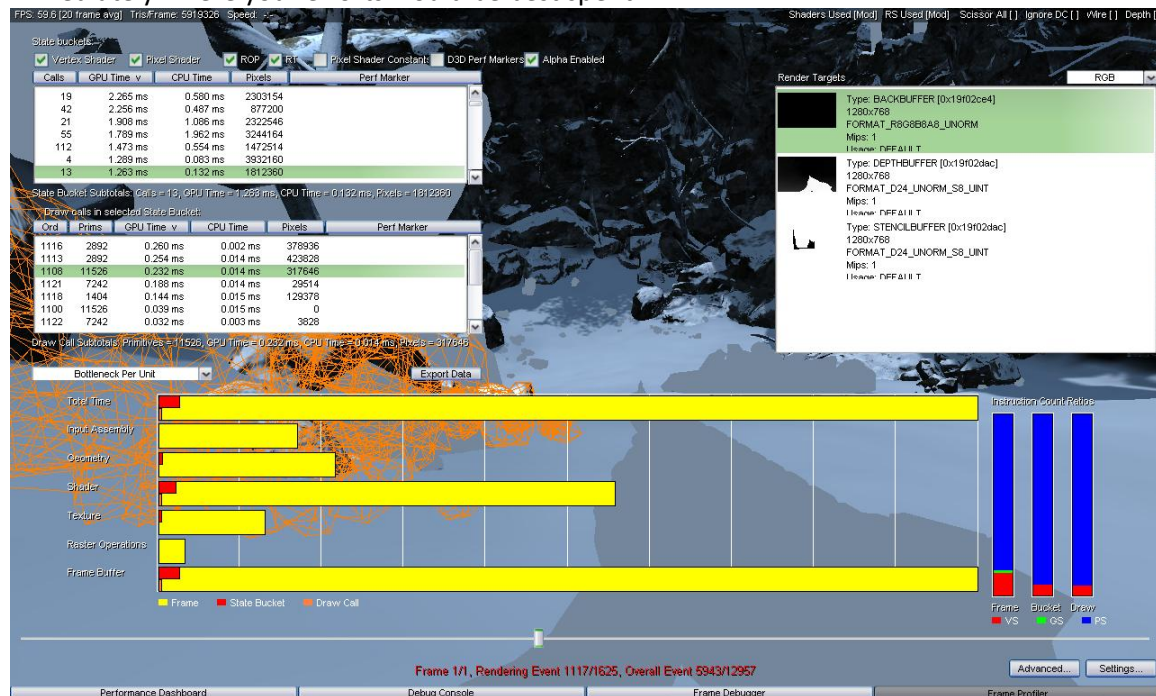 FPS: 59.6 [20 frame avg] Tris/Frame: 5919326 Speed: --
Shaders Used [Mod] RS Used [Mod] Scissor All [ ] Ignore DC [ ] Wire [ ] Depth [
State buckets:
Vertex Shader Pixel Shader ROP RT Pixel Shader Constants D3D Perf Markers Alpha Enabled
Calls GPU Time v CPU Time Pixels Perf Marker
19 2.265 ms 0.580 ms 2303154
42 2.256 ms 0.487 ms 877200
21 1.908 ms 1.086 ms 2322546
55 1.789 ms 1.962 ms 3244164
112 1.473 ms 0.554 ms 1472514
4 1.289 ms 0.083 ms 3932160
13 1.263 ms 0.132 ms 1812360
State Bucket Subtotals: Calls = 13, GPU Time = 1.263 ms, CPU Time = 0.132 ms, Pixels = 1812360
Draw calls in selected State Bucket:
Ord Prims GPU Time v CPU Time Pixels Perf Marker
1116 2892 0.260 ms 0.002 ms 378936
1113 2892 0.254 ms 0.014 ms 423828
1108 11526 0.232 ms 0.014 ms 317646
1121 7242 0.188 ms 0.014 ms 29514
1118 1404 0.144 ms 0.015 ms 129378
1100 11526 0.039 ms 0.015 ms 0
1122 7242 0.032 ms 0.003 ms 3828
Draw Call Subtotals: Primitives = 11526, GPU Time = 0.232 ms, CPU Time = 0.014 ms, Pixels = 317646
Render Targets RGB
Type: BACKBUFFER [0x19f02ce4]
1280x768
FORMAT_R8G8B8A8_UNORM
Mips: 1
Usage: DEFAULT
Type: DEPTHBUFFER [0x19f02dac]
1280x768
FORMAT_D24_UNORM_S8_UINT
Mips: 1
Usage: DEFAULT
Type: STENCILBUFFER [0x19f02dac]
1280x768
FORMAT_D24_UNORM_S8_UINT
Mips: 1
Usage: DEFAULT
Bottleneck Per Unit Export Data
Total Time
Input Assembly
Geometry
Shader
Texture
Raster Operations
Frame Buffer
Frame State Bucket Draw Call
Instruction Count Ratios
Frame Bucket Draw
VS GS PS
Frame 1/1, Rendering Event 1117/1625, Overall Event 5943/12957
Advanced... Settings...
Performance Dashboard Debug Console Frame Debugger Frame Profiler